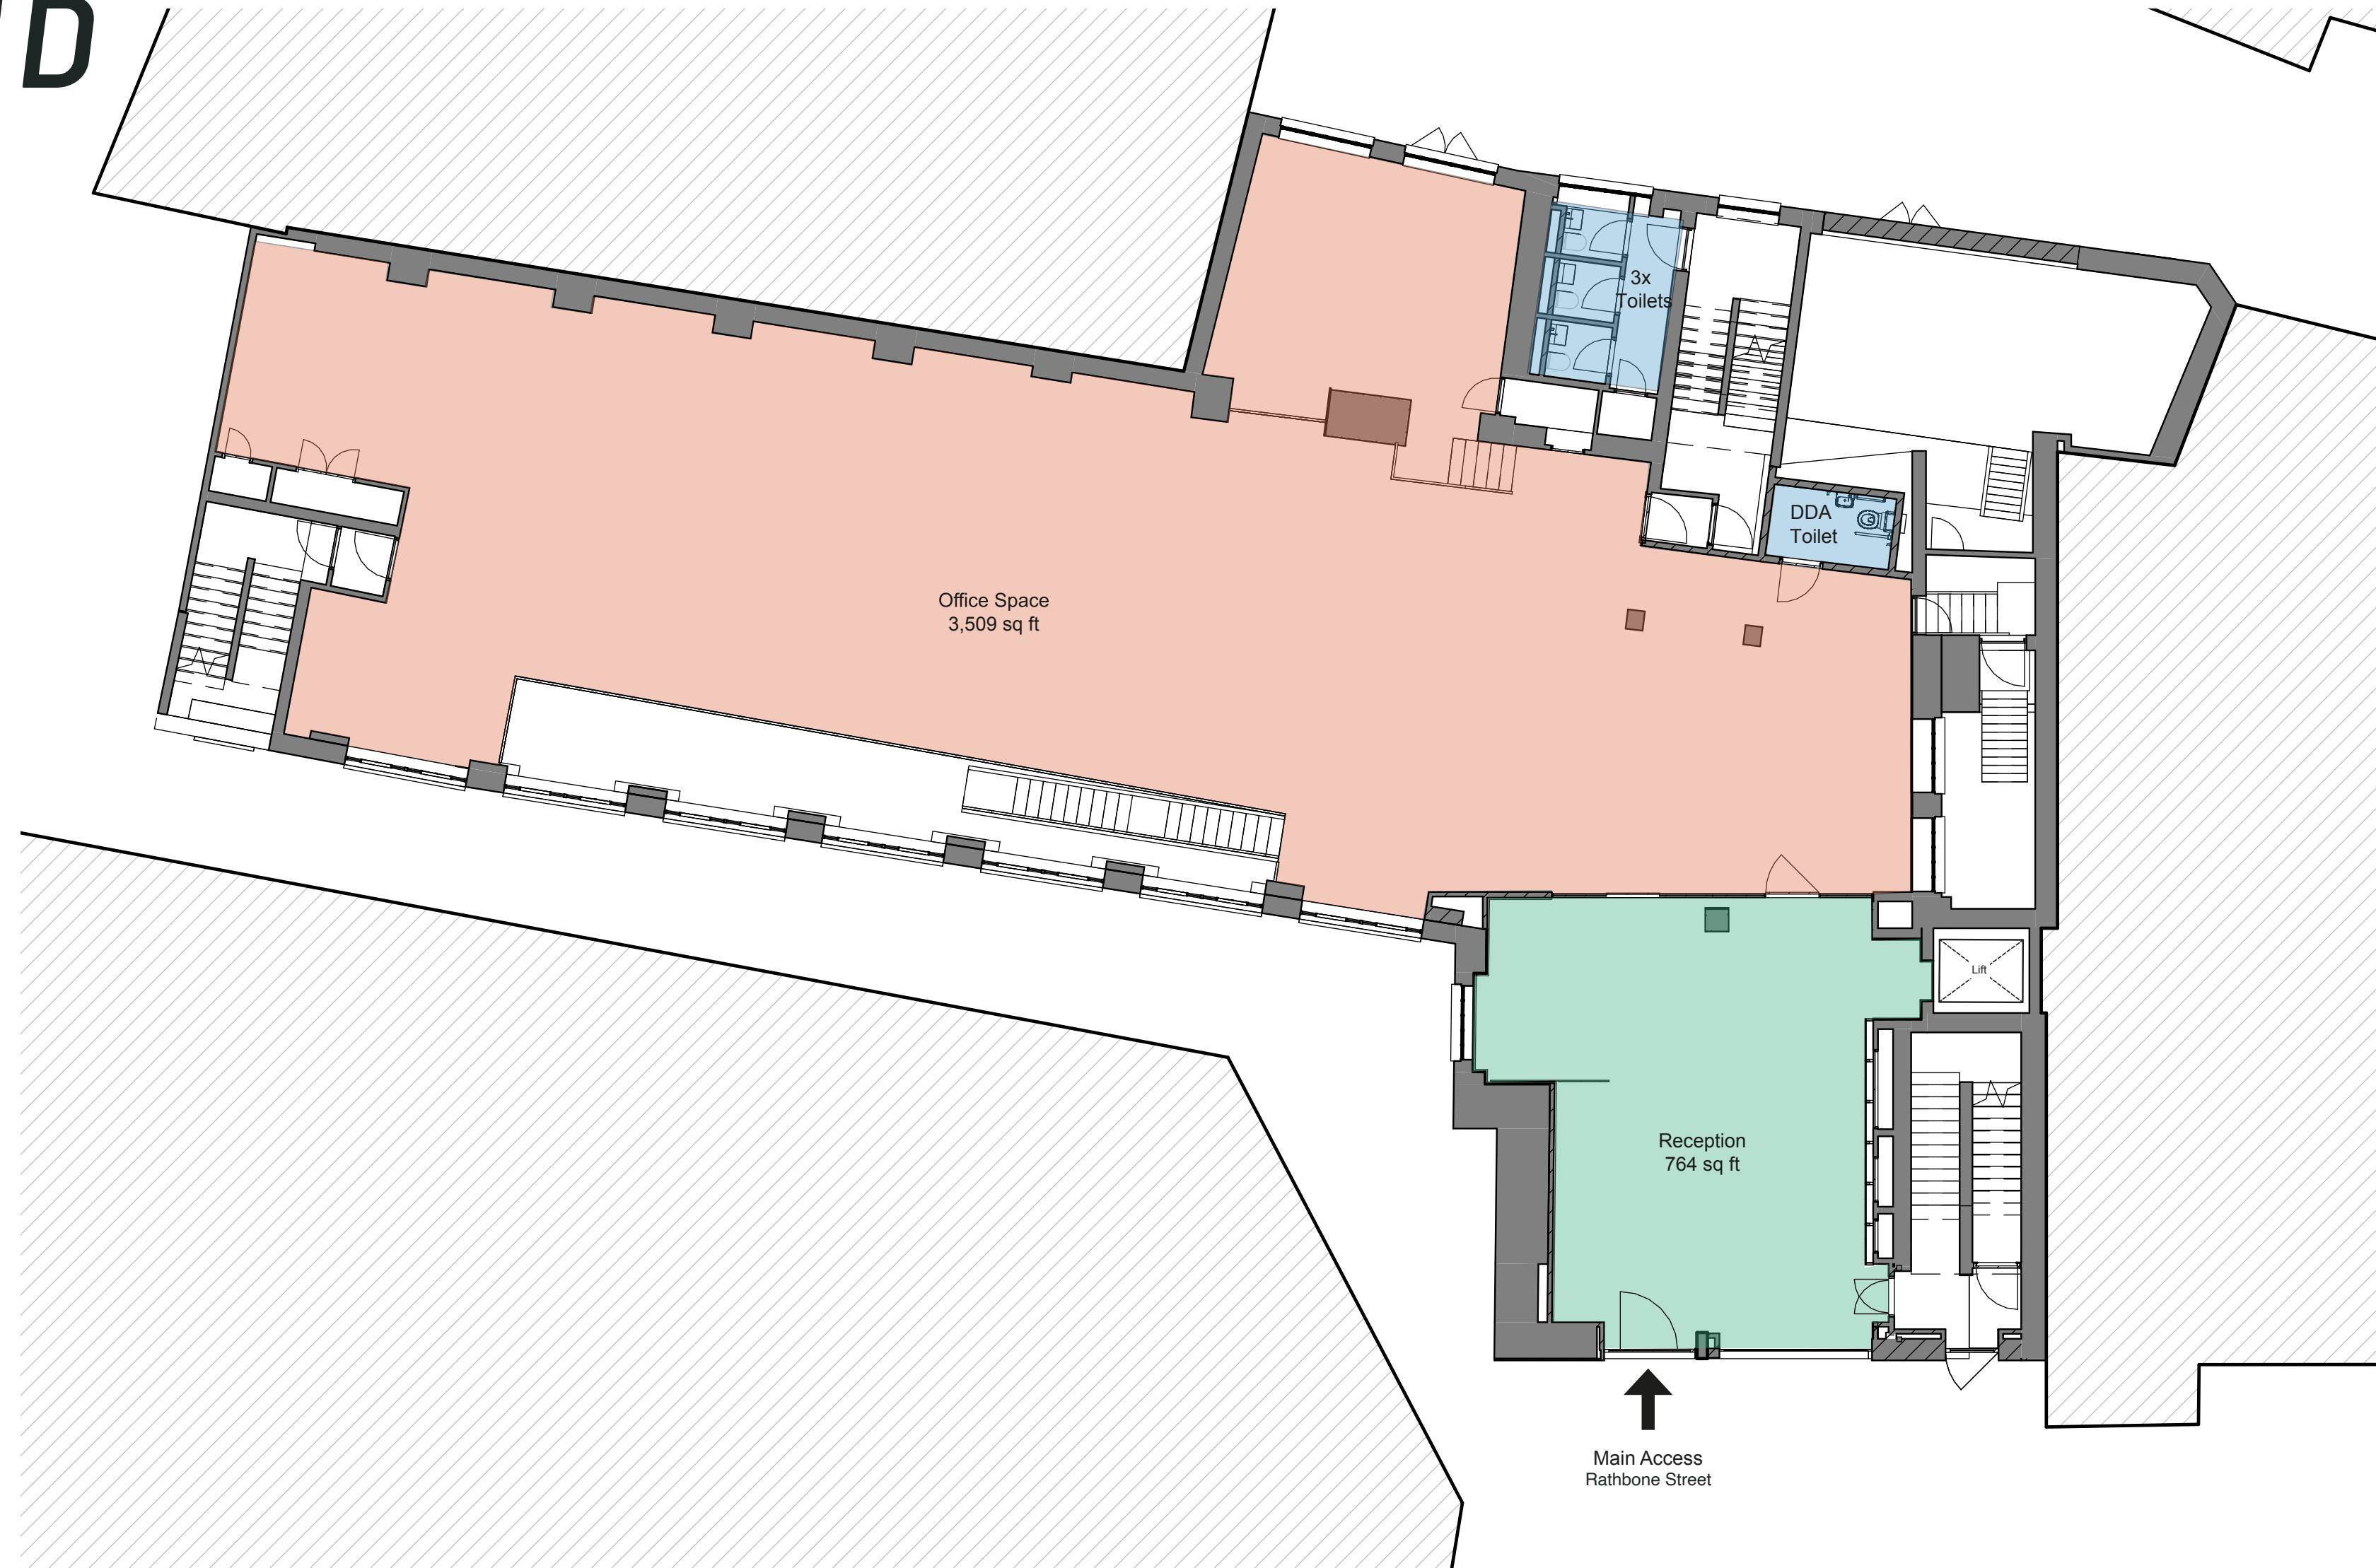 D
3x
Toilets
DDA
Toilet
Office Space
3,509 sq ft
Lift
Reception
764 sq ft
Main Access
Rathbone Street